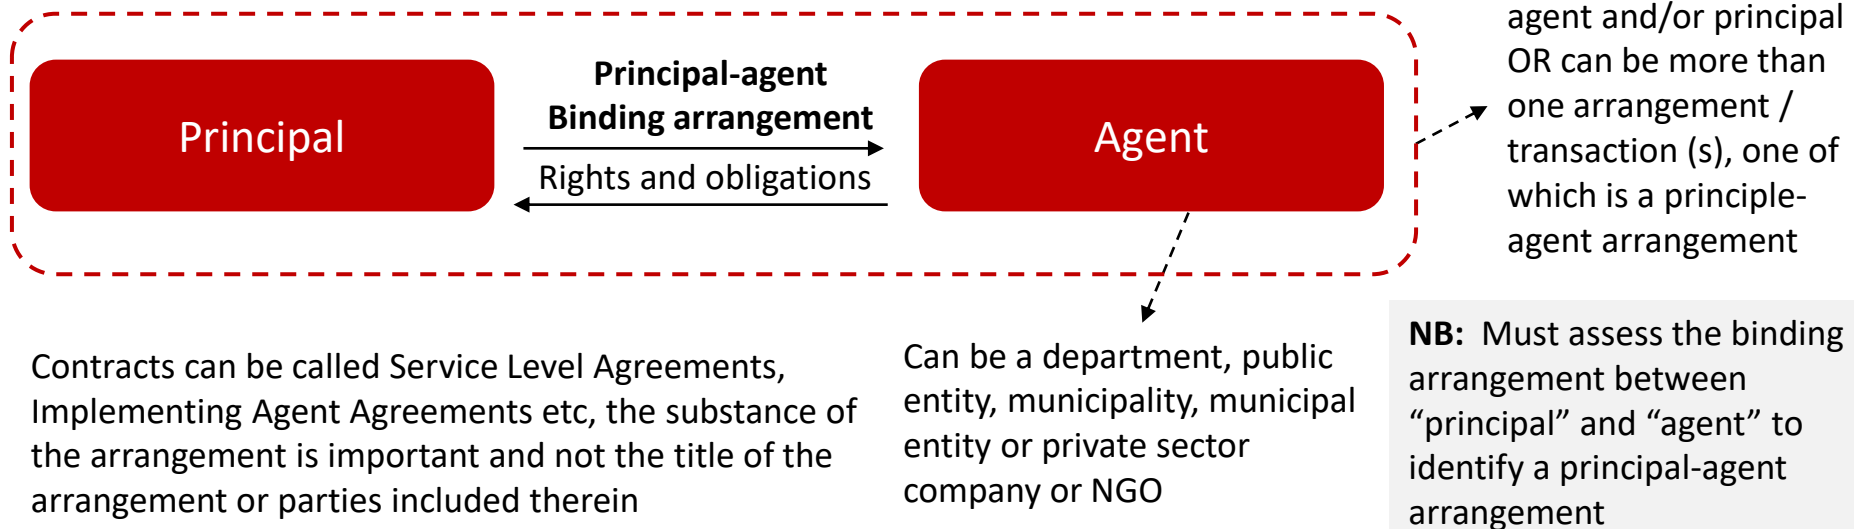 Principal
Principal-agent
Binding arrangement
Rights and obligations
Agent
agent and/or principal
OR can be more than
one arrangement /
transaction (s), one of
which is a principle-
agent arrangement
Contracts can be called Service Level Agreements,
Implementing Agent Agreements etc, the substance of
the arrangement is important and not the title of the
arrangement or parties included therein
Can be a department, public
entity, municipality, municipal
entity or private sector
company or NGO
NB:  Must assess the binding
arrangement between
“principal” and “agent” to
identify a principal-agent
arrangement